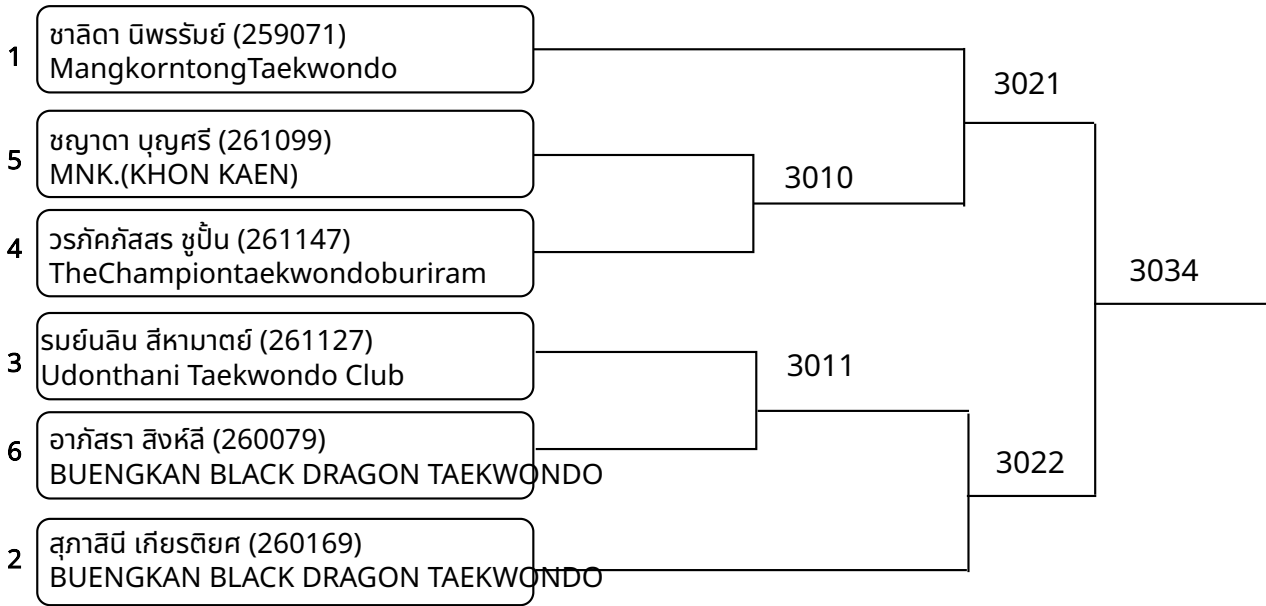 1
ชาลิดา นิพรรัมย์ (259071)
MangkorntongTaekwondo
3021
5
ชญาดา บุญศรี (261099)
MNK.(KHON KAEN)
3010
4
วรภัคภัสสร ชูปั้น (261147)
TheChampiontaekwondoburiram
3034
3
รมย์นลิน สีหามาตย์ (261127)
Udonthani Taekwondo Club
3011
6
อาภัสรา สิงห์ลี (260079)
BUENGKAN BLACK DRAGON TAEKWONDO
3022
2
สุภาสินี เกียรติยศ (260169)
BUENGKAN BLACK DRAGON TAEKWONDO